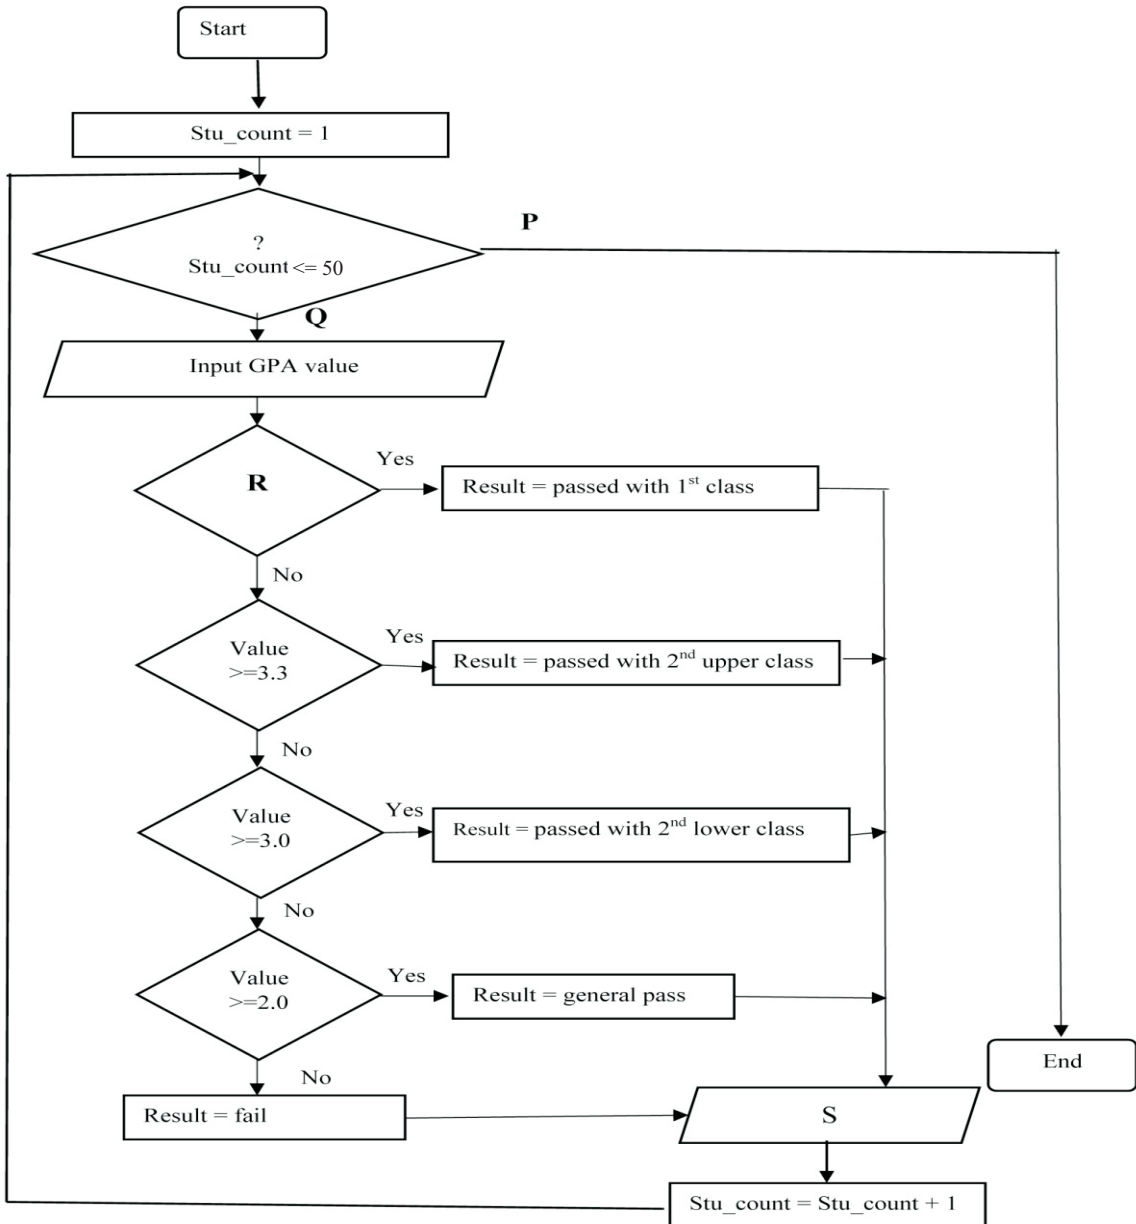 Start
Stu_count = 1
P
?
Stu_count <= 50
Q
Input GPA value
Yes
R
Result = passed with 1st class
No
Yes
Value
>=3.3
Result = passed with 2nd upper class
No
Yes
Value
>=3.0
Result = passed with 2nd lower class
No
Yes
Value
>=2.0
Result = general pass
No
End
Result = fail
S
Stu_count = Stu_count + 1